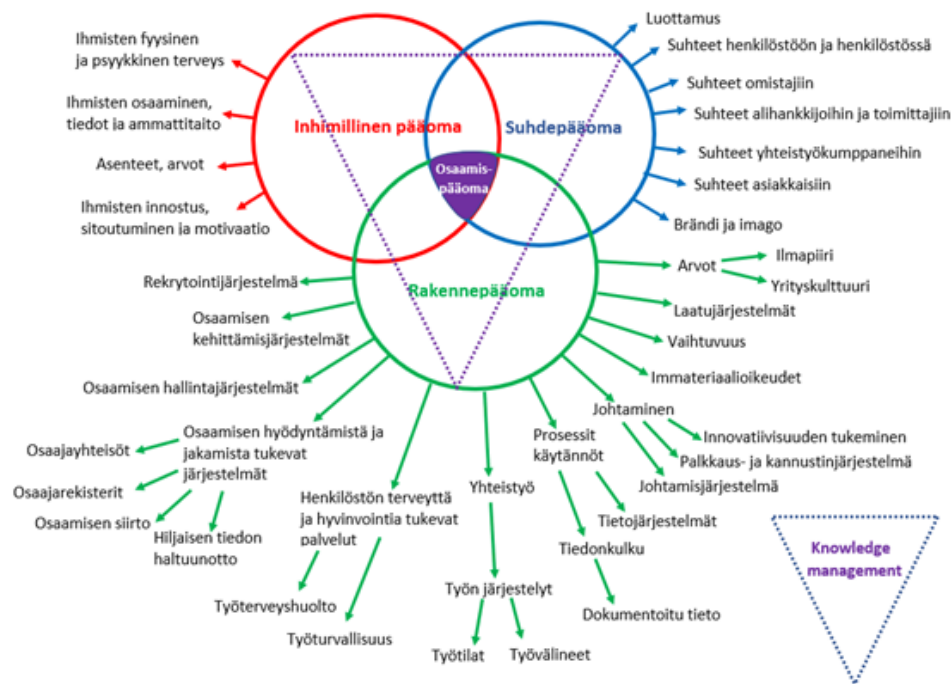 Ihmisten fyysinen
ja psyykkinen terveys
Ihmisten osaaminen,
tiedot ja ammattitaito
Asenteet, arvot
Ihmisten innostus,
sitoutuminen ja motivaatio
Inhimillinen pääoma
Suhdepääoma
Osaamis-
pääoma
Rakennepääoma
Luottamus
Suhteet henkilöstöön ja henkilöstössä
Suhteet omistajiin
Suhteet alihankkijoihin ja toimittajiin
Suhteet yhteistyökumppaneihin
Suhteet asiakkaisiin
Brändi ja imago
Arvot
Ilmapiiri
Yrityskulttuuri
Laatujärjestelmät
Vaihtuvuus
Immateriaalioikeudet
Johtaminen
Innovatiivisuuden tukeminen
Palkkaus- ja kannustinjärjestelmä
Johtamisjärjestelmä
Prosessit
käytännöt
Tietojärjestelmät
Tiedonkulku
Dokumentoitu tieto
Yhteistyö
Työn järjestelyt
Työtilat
Työvälineet
Henkilöstön terveyttä
ja hyvinvointia tukevat
palvelut
Työterveyshuolto
Työturvallisuus
Rekrytointijärjestelmä
Osaamisen
kehittämisjärjestelmät
Osaamisen hallintajärjestelmät
Osaamisen hyödyntämistä ja
jakamista tukevat
järjestelmät
Osaajayhteisöt
Osaajarekisterit
Osaamisen siirto
Hiljaisen tiedon
haltuunotto
Knowledge
management